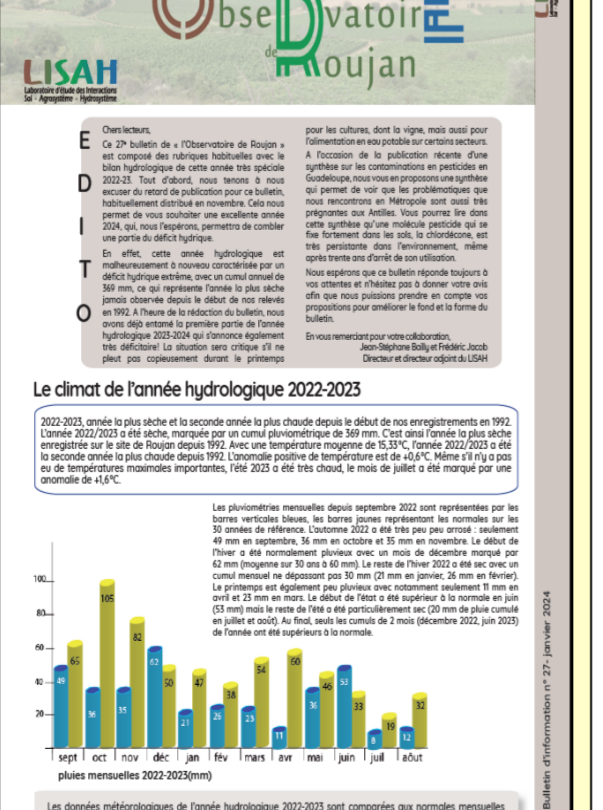 Observatoire
de
Roujan
LISAH
Laboratoire d'étude des Interactions
Sol - Agrosystème - Hydrosystème
EDITO
Chers lecteurs,
Ce 27e bulletin de « l'Observatoire de Roujan »
est composé des rubriques habituelles avec le
bilan hydrologique de cette année très spéciale
2022-23. Tout d'abord, nous tenons à nous
excuser du retard de publication pour ce bulletin,
habituellement distribué en novembre. Cela nous
permet de vous souhaiter une excellente année
2024, qui, nous l'espérons, permettra de combler
une partie du déficit hydrique.
En effet, cette année hydrologique est
malheureusement à nouveau caractérisée par un
déficit hydrique extrême, avec un cumul annuel de
369 mm, ce qui représente l'année la plus sèche
jamais observée depuis le début de nos relevés
en 1992. A l'heure de la rédaction du bulletin, nous
avons déjà entamé la première partie de l'année
hydrologique 2023-2024 qui s'annonce également
très déficitaire! La situation sera critique s'il ne
pleut pas copieusement durant le printemps
pour les cultures, dont la vigne, mais aussi pour
l'alimentation en eau potable sur certains secteurs.
A l'occasion de la publication récente d'une
synthèse sur les contaminations en pesticides en
Guadeloupe, nous vous en proposons une synthèse
qui permet de voir que les problématiques que
nous rencontrons en Métropole sont aussi très
prégnantes aux Antilles. Vous pourrez lire dans
cette synthèse qu'une molécule pesticide qui se
fixe fortement dans les sols, la chlordécone, est
très persistante dans l'environnement, même
après trente ans d'arrêt de son utilisation.
Nous espérons que ce bulletin réponde toujours à
vos attentes et n'hésitez pas à donner votre avis
afin que nous puissions prendre en compte vos
propositions pour améliorer le fond et la forme du
bulletin.
En vous remerciant pour votre collaboration,
Jean-Stéphane Bailly et Frédéric Jacob
Directeur et directeur adjoint du LISAH
Le climat de l'année hydrologique 2022-2023
2022-2023, année la plus sèche et la seconde année la plus chaude depuis le début de nos enregistrements en 1992.
L'année 2022/2023 a été sèche, marquée par un cumul pluviométrique de 369 mm. C'est ainsi l'année la plus sèche
enregistrée sur le site de Roujan depuis 1992. Avec une température moyenne de 15,33°C, l'année 2022/2023 a été
la seconde année la plus chaude depuis 1992. L'anomalie positive de température est de +0,6°C. Même s'il n'y a pas
eu de températures maximales importantes, l'été 2023 a été très chaud, le mois de juillet a été marqué par une
anomalie de +1,6°C.
Les pluviométries mensuelles depuis septembre 2022 sont représentées par les
barres verticales bleues, les barres jaunes représentant les normales sur les
30 années de référence. L'automne 2022 a été très peu peu arrosé : seulement
49 mm en septembre, 36 mm en octobre et 35 mm en novembre. Le début de
l'hiver a été normalement pluvieux avec un mois de décembre marqué par
62 mm (moyenne sur 30 ans à 60 mm). Le reste de l'hiver 2022 a été sec avec un
cumul mensuel ne dépassant pas 30 mm (21 mm en janvier, 26 mm en février).
Le printemps est également peu pluvieux avec notamment seulement 11 mm en
avril et 23 mm en mars. Le début de l'état a été supérieur à la normale en juin
(53 mm) mais le reste de l'été a été particulièrement sec (20 mm de pluie cumulé
en juillet et août). Au final, seuls les cumuls de 2 mois (décembre 2022, juin 2023)
de l'année ont été supérieurs à la normale.
100
80
60
40
20
49 65 36 105 35 82 62 50 21 47 26 38 23 54 11 60 36 46 53 33 8 19 12 32
sept oct nov déc jan fév mars avr mai juin juil août
pluies mensuelles 2022-2023(mm)
Les données météorologiques de l'année hydrologique 2022-2023 sont comparées aux normales mensuelles
Bulletin d'information n° 27- janvier 2024